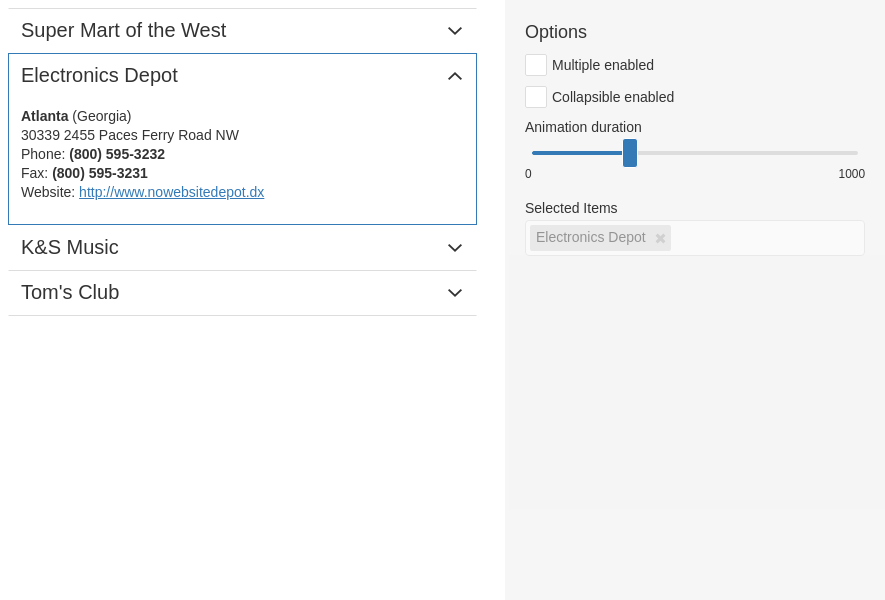 Super Mart of the West
Electronics Depot
Atlanta (Georgia)
30339 2455 Paces Ferry Road NW
Phone: (800) 595-3232
Fax: (800) 595-3231
Website: http://www.nowebsitedepot.dx
K&S Music
Tom's Club
Options
Multiple enabled
Collapsible enabled
Animation duration
0 1000
Selected Items
Electronics Depot